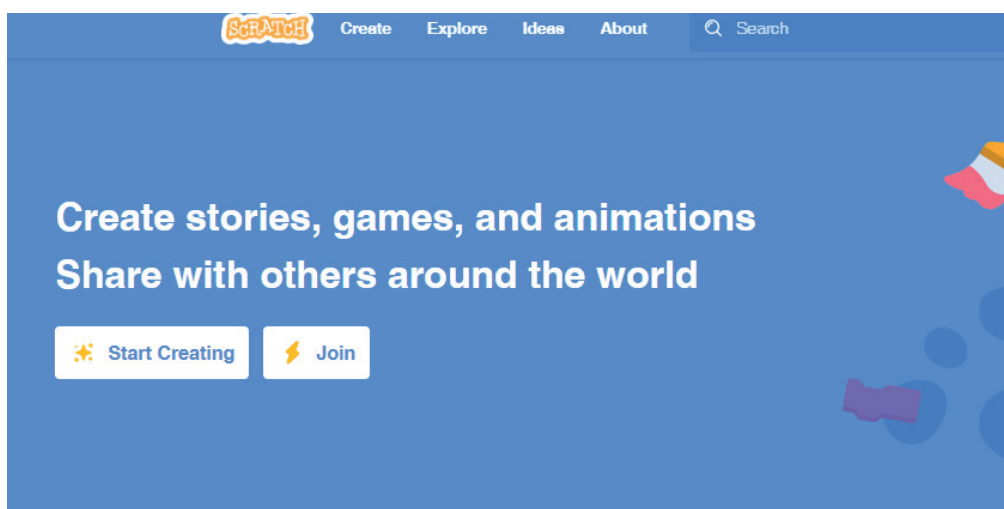 SCRATCH Create Explore Ideas About Search
Create stories, games, and animations
Share with others around the world
Start Creating Join